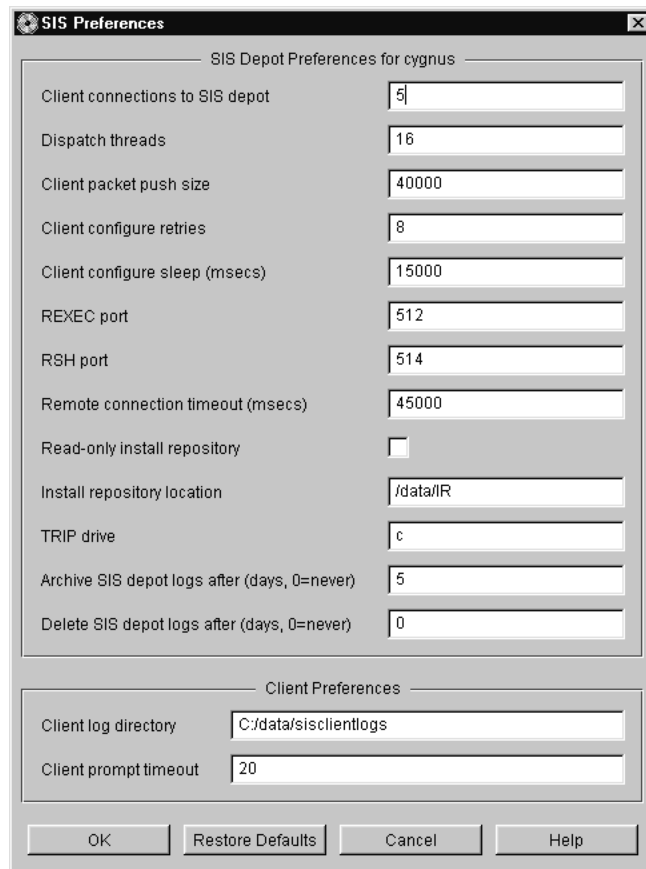 SIS Preferences
SIS Depot Preferences for cygnus
Client connections to SIS depot 5
Dispatch threads 16
Client packet push size 40000
Client configure retries 8
Client configure sleep (msecs) 15000
REXEC port 512
RSH port 514
Remote connection timeout (msecs) 45000
Read-only install repository
Install repository location /data/IR
TRIP drive c
Archive SIS depot logs after (days, 0=never) 5
Delete SIS depot logs after (days, 0=never) 0
Client Preferences
Client log directory C:/data/sisclientlogs
Client prompt timeout 20
OK Restore Defaults Cancel Help